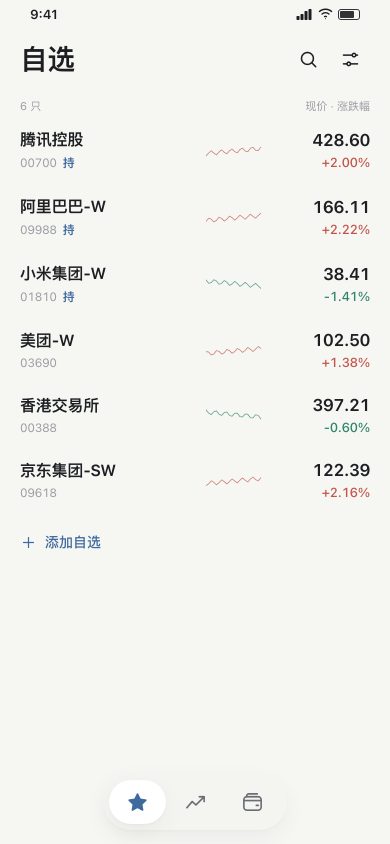 9:41
自选
6 只 现价 · 涨跌幅
腾讯控股 428.60
00700 持 +2.00%
阿里巴巴-W 166.11
09988 持 +2.22%
小米集团-W 38.41
01810 持 -1.41%
美团-W 102.50
03690 +1.38%
香港交易所 397.21
00388 -0.60%
京东集团-SW 122.39
09618 +2.16%
+ 添加自选